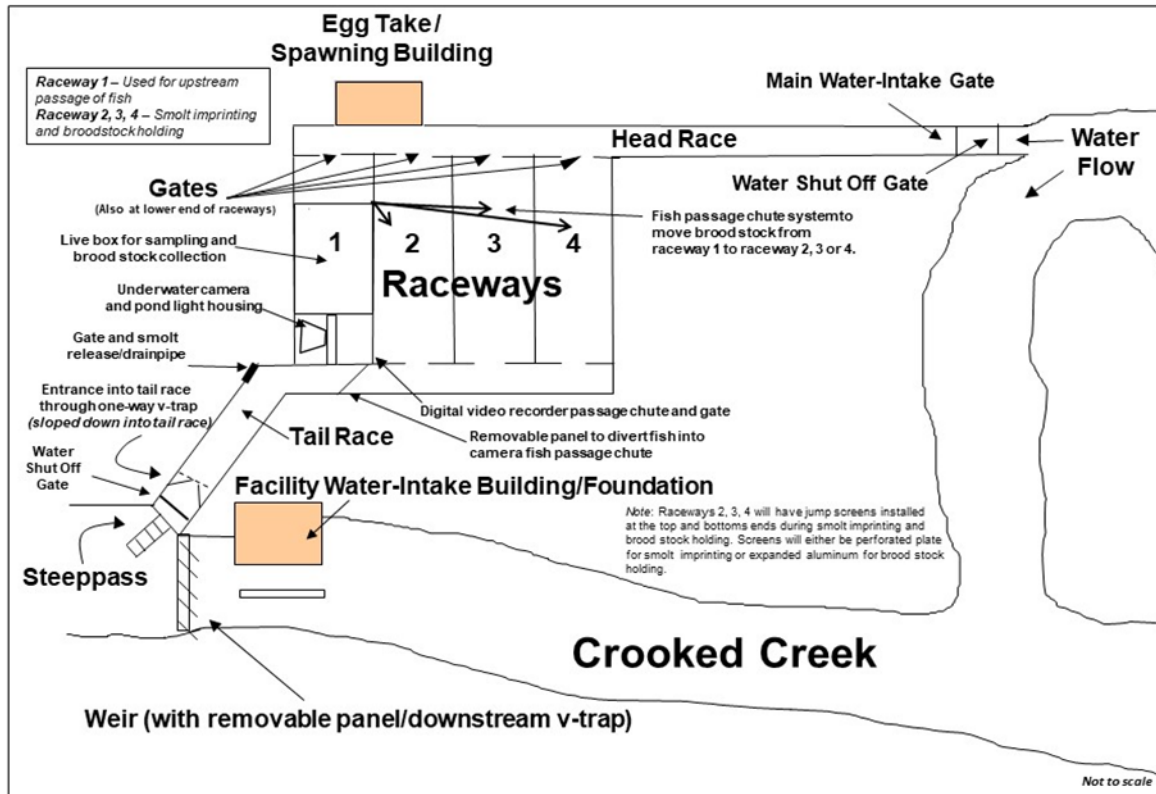 Egg Take/
Spawning Building
Raceway 1 – Used for upstream
passage of fish
Raceway 2, 3, 4 – Smolt imprinting
and broodstock holding
Main Water-Intake Gate
Head Race
Water
Flow
Water Shut Off Gate
Gates
(Also at lower end of raceways)
Fish passage chute system to
move brood stock from
raceway 1 to raceway 2, 3 or 4.
Live box for sampling and
brood stock collection
1
2
3
4
Raceways
Underwater camera
and pond light housing
Gate and smolt
release/drainpipe
Entrance into tail race
through one-way v-trap
(sloped down into tail race)
Digital video recorder passage chute and gate
Tail Race
Removable panel to divert fish into
camera fish passage chute
Water
Shut Off
Gate
Facility Water-Intake Building/Foundation
Note: Raceways 2, 3, 4 will have jump screens installed
at the top and bottoms ends during smolt imprinting and
brood stock holding. Screens will either be perforated plate
for smolt imprinting or expanded aluminum for brood stock
holding.
Steeppass
Crooked Creek
Weir (with removable panel/downstream v-trap)
Not to scale